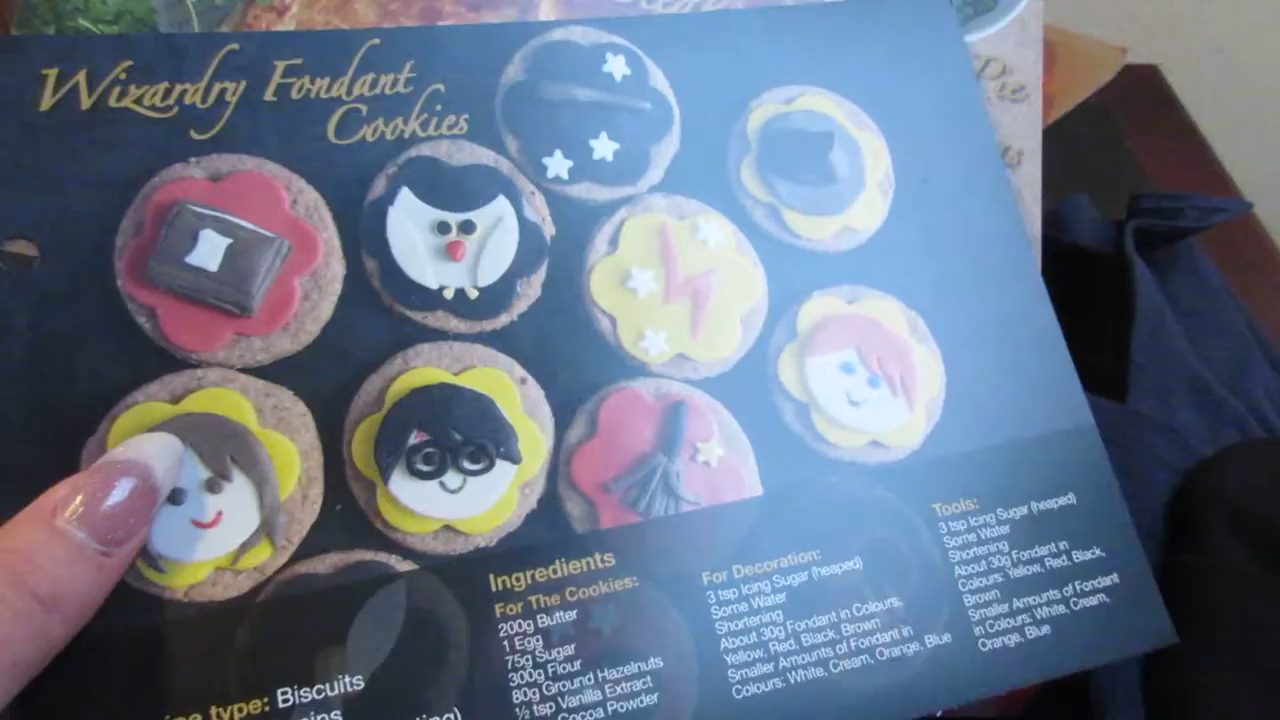 Wizardry Fondant
Cookies
Pie
Ingredients
For The Cookies:
200g Butter
1 Egg
75g Sugar
300g Flour
80g Ground Hazelnuts
½ tsp Vanilla Extract
Cocoa Powder
For Decoration:
3 tsp Icing Sugar (heaped)
Some Water
Shortening
About 30g Fondant in Colours:
Yellow, Red, Black, Brown
Smaller Amounts of Fondant in
Colours: White, Cream, Orange, Blue
Tools:
3 tsp Icing Sugar (heaped)
Some Water
Shortening
About 30g Fondant in
Colours: Yellow, Red, Black,
Brown
Smaller Amounts of Fondant
in Colours: White, Cream,
Orange, Blue
type: Biscuits